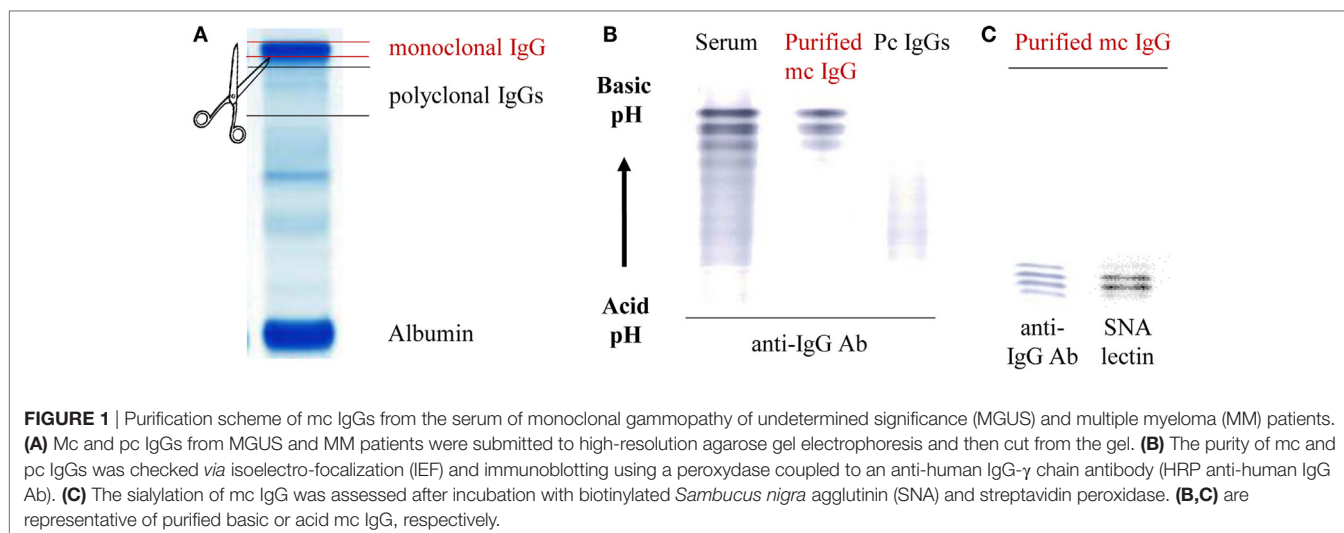 A
monoclonal IgG
polyclonal IgGs
Albumin
B
Serum
Purified
mc IgG
Pc IgGs
Basic
pH
Acid
pH
anti-IgG Ab
C
Purified mc IgG
anti-
IgG Ab
SNA
lectin
FIGURE 1 | Purification scheme of mc IgGs from the serum of monoclonal gammopathy of undetermined significance (MGUS) and multiple myeloma (MM) patients.
(A) Mc and pc IgGs from MGUS and MM patients were submitted to high-resolution agarose gel electrophoresis and then cut from the gel. (B) The purity of mc and
pc IgGs was checked via isoelectro-focalization (IEF) and immunoblotting using a peroxydase coupled to an anti-human IgG-γ chain antibody (HRP anti-human IgG
Ab). (C) The sialylation of mc IgG was assessed after incubation with biotinylated Sambucus nigra agglutinin (SNA) and streptavidin peroxidase. (B,C) are
representative of purified basic or acid mc IgG, respectively.